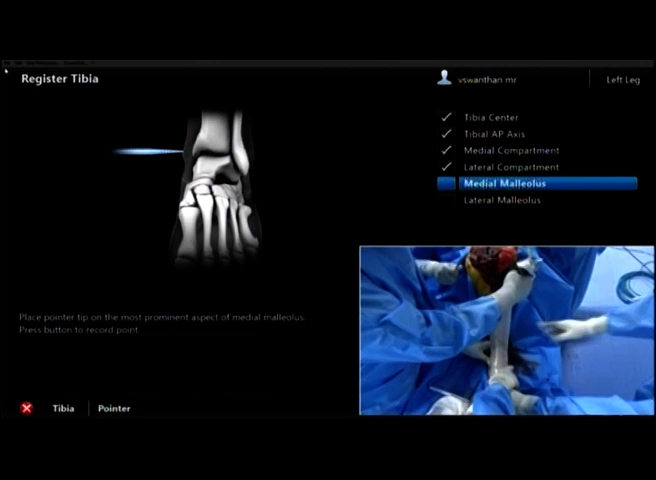 Register Tibia
vswanthan mr
Left Leg
Tibia Center
Tibial AP Axis
Medial Compartment
Lateral Compartment
Medial Malleolus
Lateral Malleolus
Place pointer tip on the most prominent aspect of medial malleolus.
Press button to record point.
Tibia
Pointer